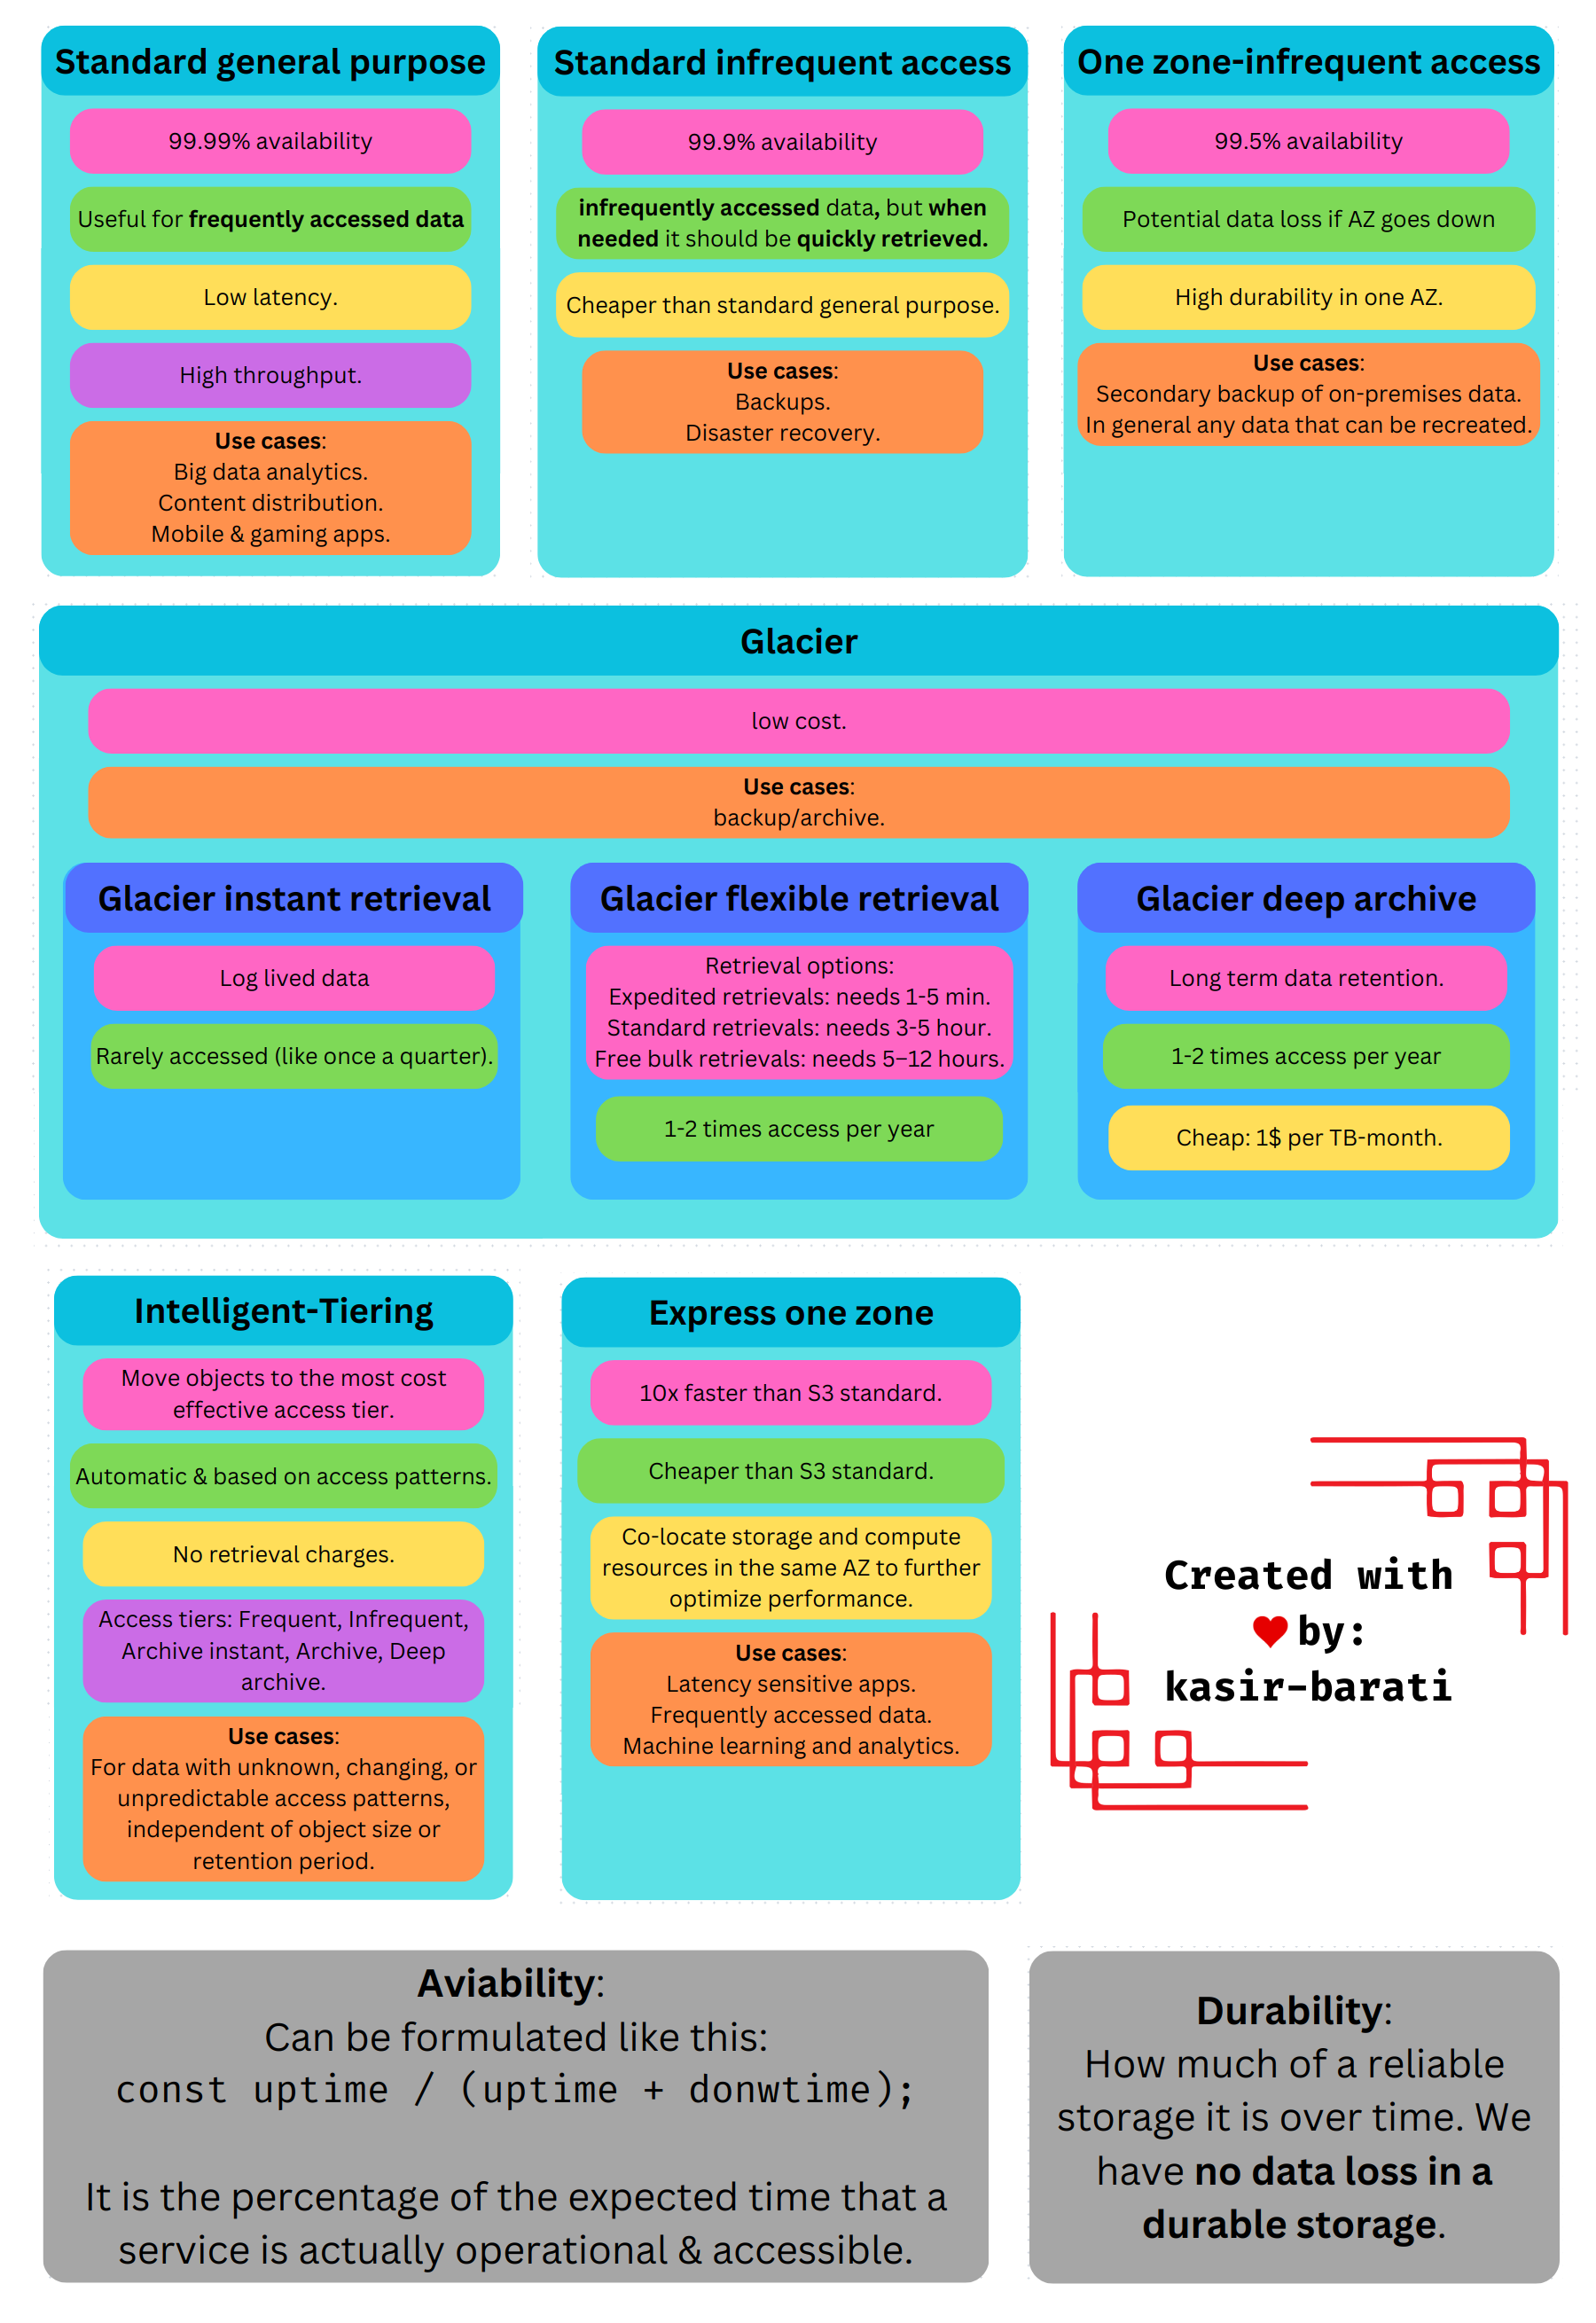 Standard general purpose
99.99% availability
Useful for frequently accessed data
Low latency.
High throughput.
Use cases:
Big data analytics.
Content distribution.
Mobile & gaming apps.
Standard infrequent access
99.9% availability
infrequently accessed data, but when
needed it should be quickly retrieved.
Cheaper than standard general purpose.
Use cases:
Backups.
Disaster recovery.
One zone-infrequent access
99.5% availability
Potential data loss if AZ goes down
High durability in one AZ.
Use cases:
Secondary backup of on-premises data.
In general any data that can be recreated.
Glacier
low cost.
Use cases:
backup/archive.
Glacier instant retrieval
Log lived data
Rarely accessed (like once a quarter).
Glacier flexible retrieval
Retrieval options:
Expedited retrievals: needs 1-5 min.
Standard retrievals: needs 3-5 hour.
Free bulk retrievals: needs 5–12 hours.
1-2 times access per year
Glacier deep archive
Long term data retention.
1-2 times access per year
Cheap: 1$ per TB-month.
Intelligent-Tiering
Move objects to the most cost
effective access tier.
Automatic & based on access patterns.
No retrieval charges.
Access tiers: Frequent, Infrequent,
Archive instant, Archive, Deep
archive.
Use cases:
For data with unknown, changing, or
unpredictable access patterns,
independent of object size or
retention period.
Express one zone
10x faster than S3 standard.
Cheaper than S3 standard.
Co-locate storage and compute
resources in the same AZ to further
optimize performance.
Use cases:
Latency sensitive apps.
Frequently accessed data.
Machine learning and analytics.
Created with
❤ by:
kasir-barati
Aviability:
Can be formulated like this:
const uptime / (uptime + donwtime);
It is the percentage of the expected time that a
service is actually operational & accessible.
Durability:
How much of a reliable
storage it is over time. We
have no data loss in a
durable storage.